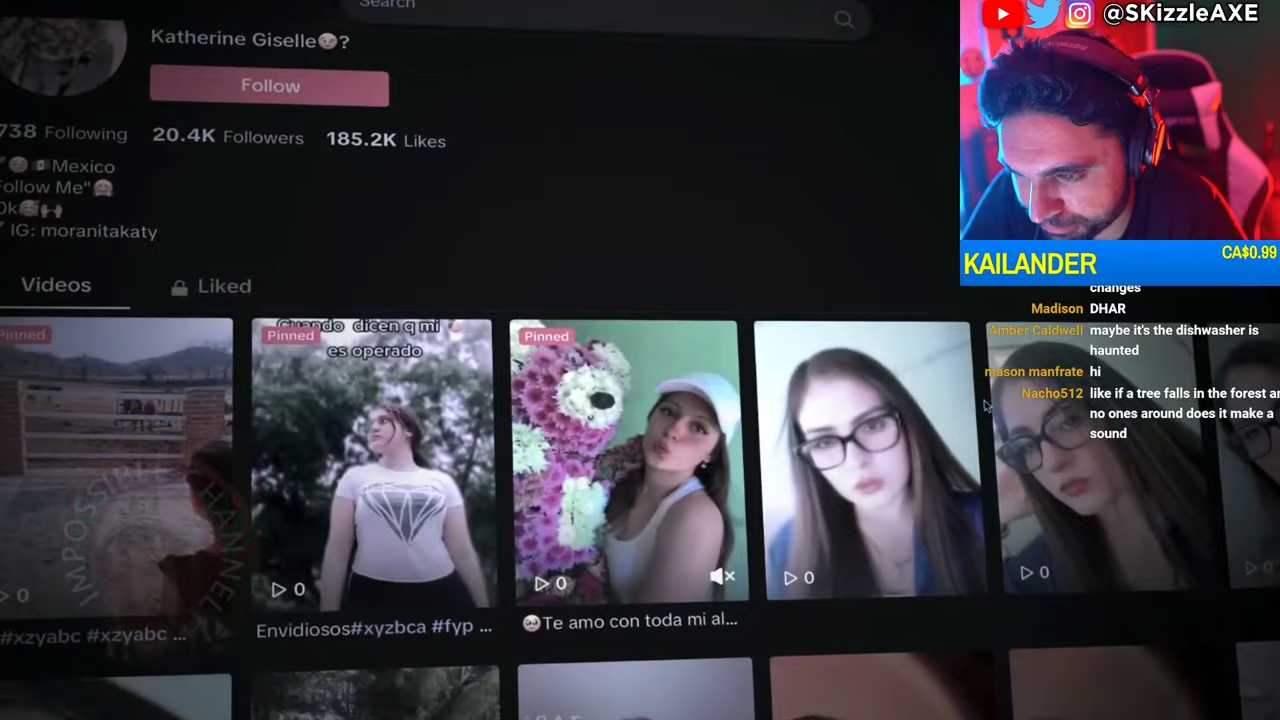 Search
@SKizzleAXE
Katherine Giselle
?
Follow
738 Following 20.4K Followers 185.2K Likes
Mexico
Follow Me"
Ok
IG: moranitakaty
Videos
Liked
KAILANDER
CA$0.99
changes
Madison DHAR
Amber Caldwell maybe it's the dishwasher is
haunted
mason manfrate hi
Nacho512 like if a tree falls in the forest
no ones around does it make a
sound
Pinned
Pinned
Cuando dicen q mi
es operado
Pinned
IMPOSSIBLE
CHANNEL
0
0
0
0
0
0
#xzyabc #xzyabc ...
Envidiosos#xyzbca #fyp ...
Te amo con toda mi al...